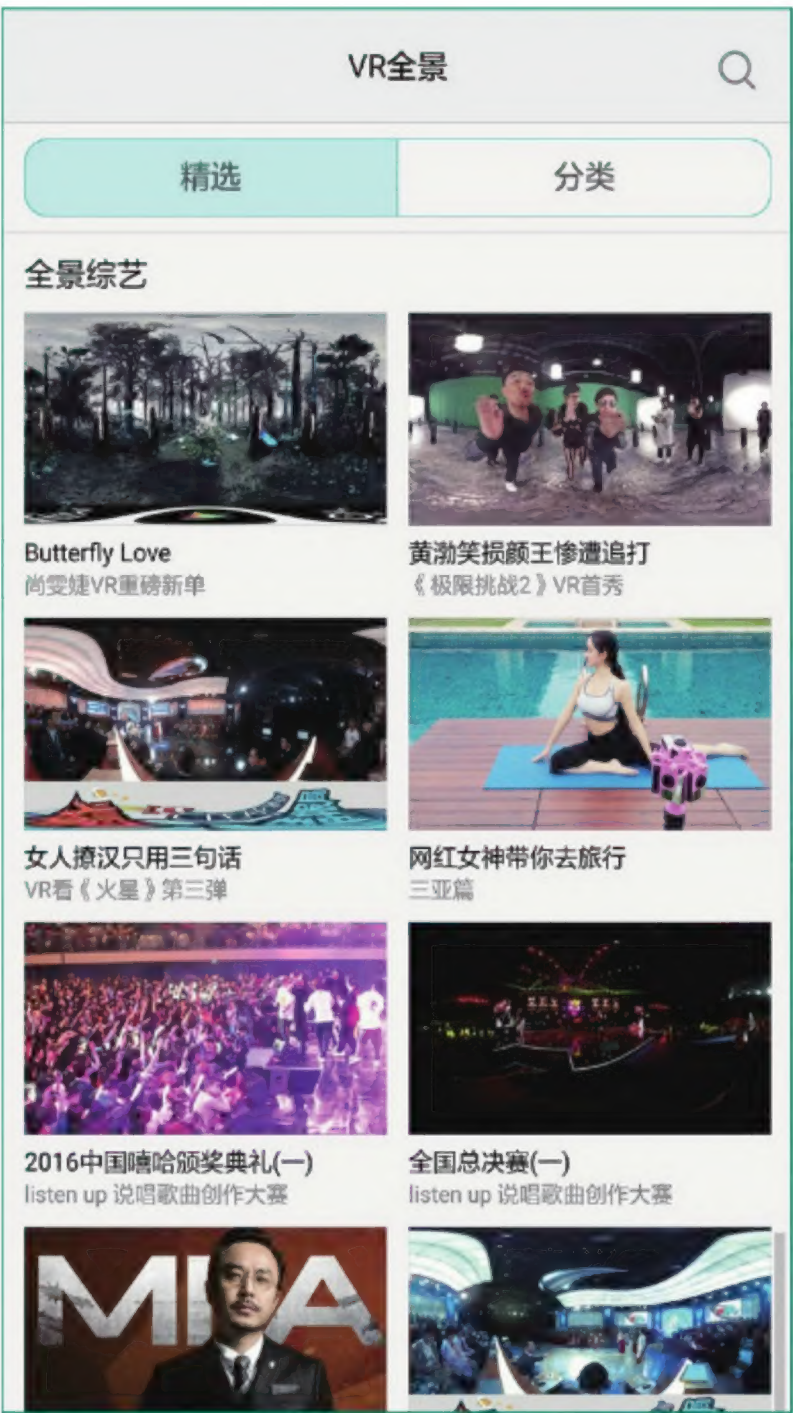 VR全景
精选
分类
全景综艺
Butterfly Love
尚雯婕VR重磅新单
黄渤笑损颜王惨遭追打
《极限挑战2》VR首秀
女人撩汉只用三句话
VR看《火星》第三弹
网红女神带你去旅行
三亚篇
2016中国嘻哈颁奖典礼(一)
listen up 说唱歌曲创作大赛
全国总决赛(一)
listen up 说唱歌曲创作大赛